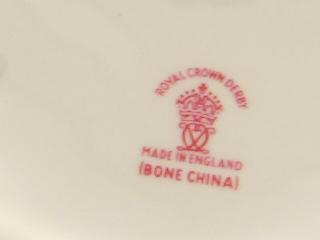 ROYAL CROWN DERBY
MADE IN ENGLAND
(BONE CHINA)